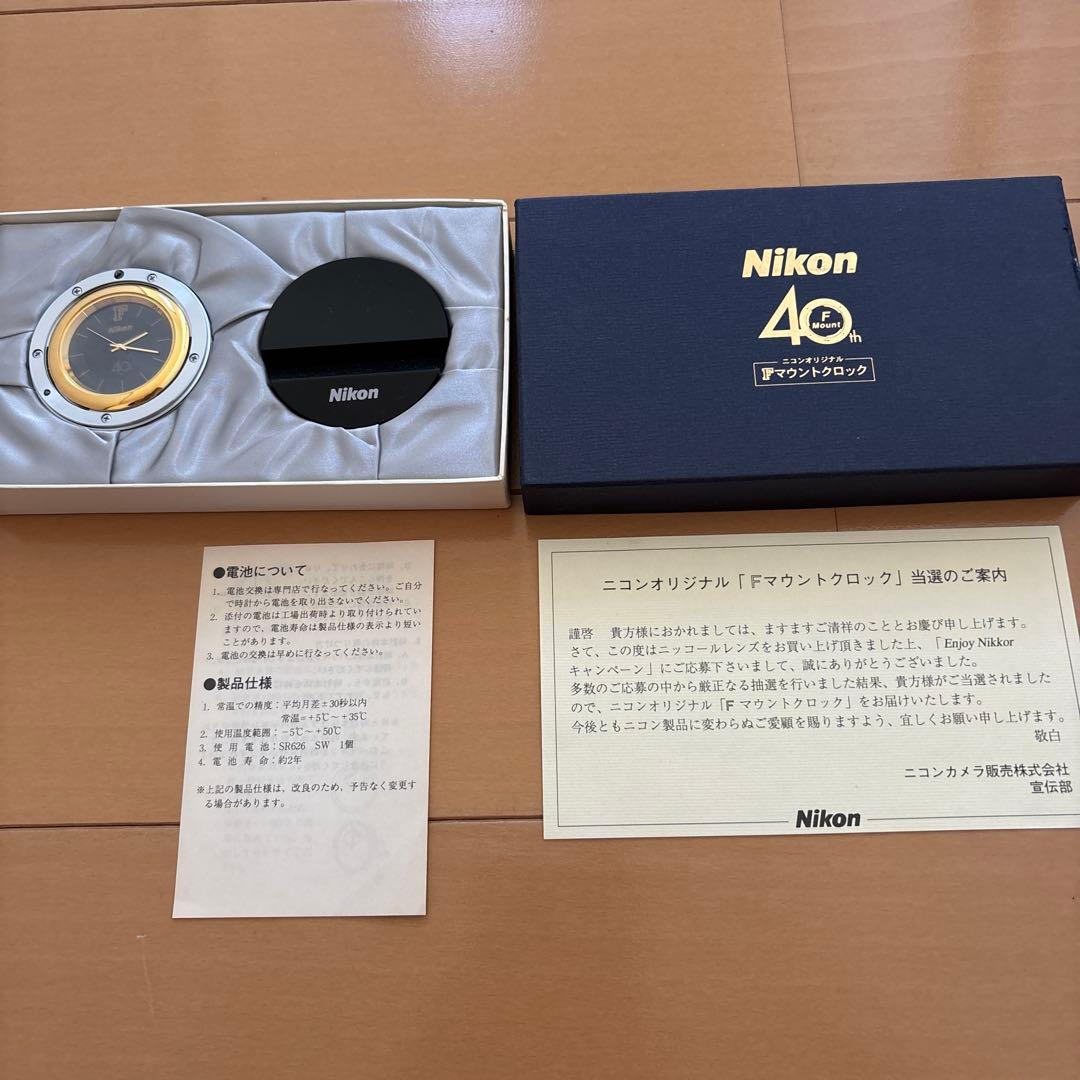 F
Nikon
40
Nikon
Nikon
40th
F
Mount
ニコンオリジナル
Fマウントクロック
●電池について
1. 電池交換は専門店で行なってください。ご自分
で時計から電池を取り出さないでください。
2. 添付の電池は工場出荷時より取り付けられてい
ますので、電池寿命は製品仕様の表示より短い
ことがあります。
3. 電池の交換は早めに行なってください。
●製品仕様
1. 常温での精度：平均月差±30秒以内
常温=+5℃～+35℃
2. 使用温度範囲：−5℃～+50℃
3. 使用電池：SR626 SW 1個
4. 電池寿命：約2年
※上記の製品仕様は、改良のため、予告なく変更す
る場合があります。
ニコンオリジナル「Fマウントクロック」当選のご案内
謹啓 貴方様におかれましては、ますますご清祥のこととお慶び申し上げます。
さて、この度はニッコールレンズをお買い上げ頂きました上、「Enjoy Nikkor
キャンペーン」にご応募下さいまして、誠にありがとうございました。
多数のご応募の中から厳正なる抽選を行いました結果、貴方様がご当選されました
ので、ニコンオリジナル「F マウントクロック」をお届けいたします。
今後ともニコン製品に変わらぬご愛顧を賜りますよう、宜しくお願い申し上げます。
敬白
ニコンカメラ販売株式会社
宣伝部
Nikon